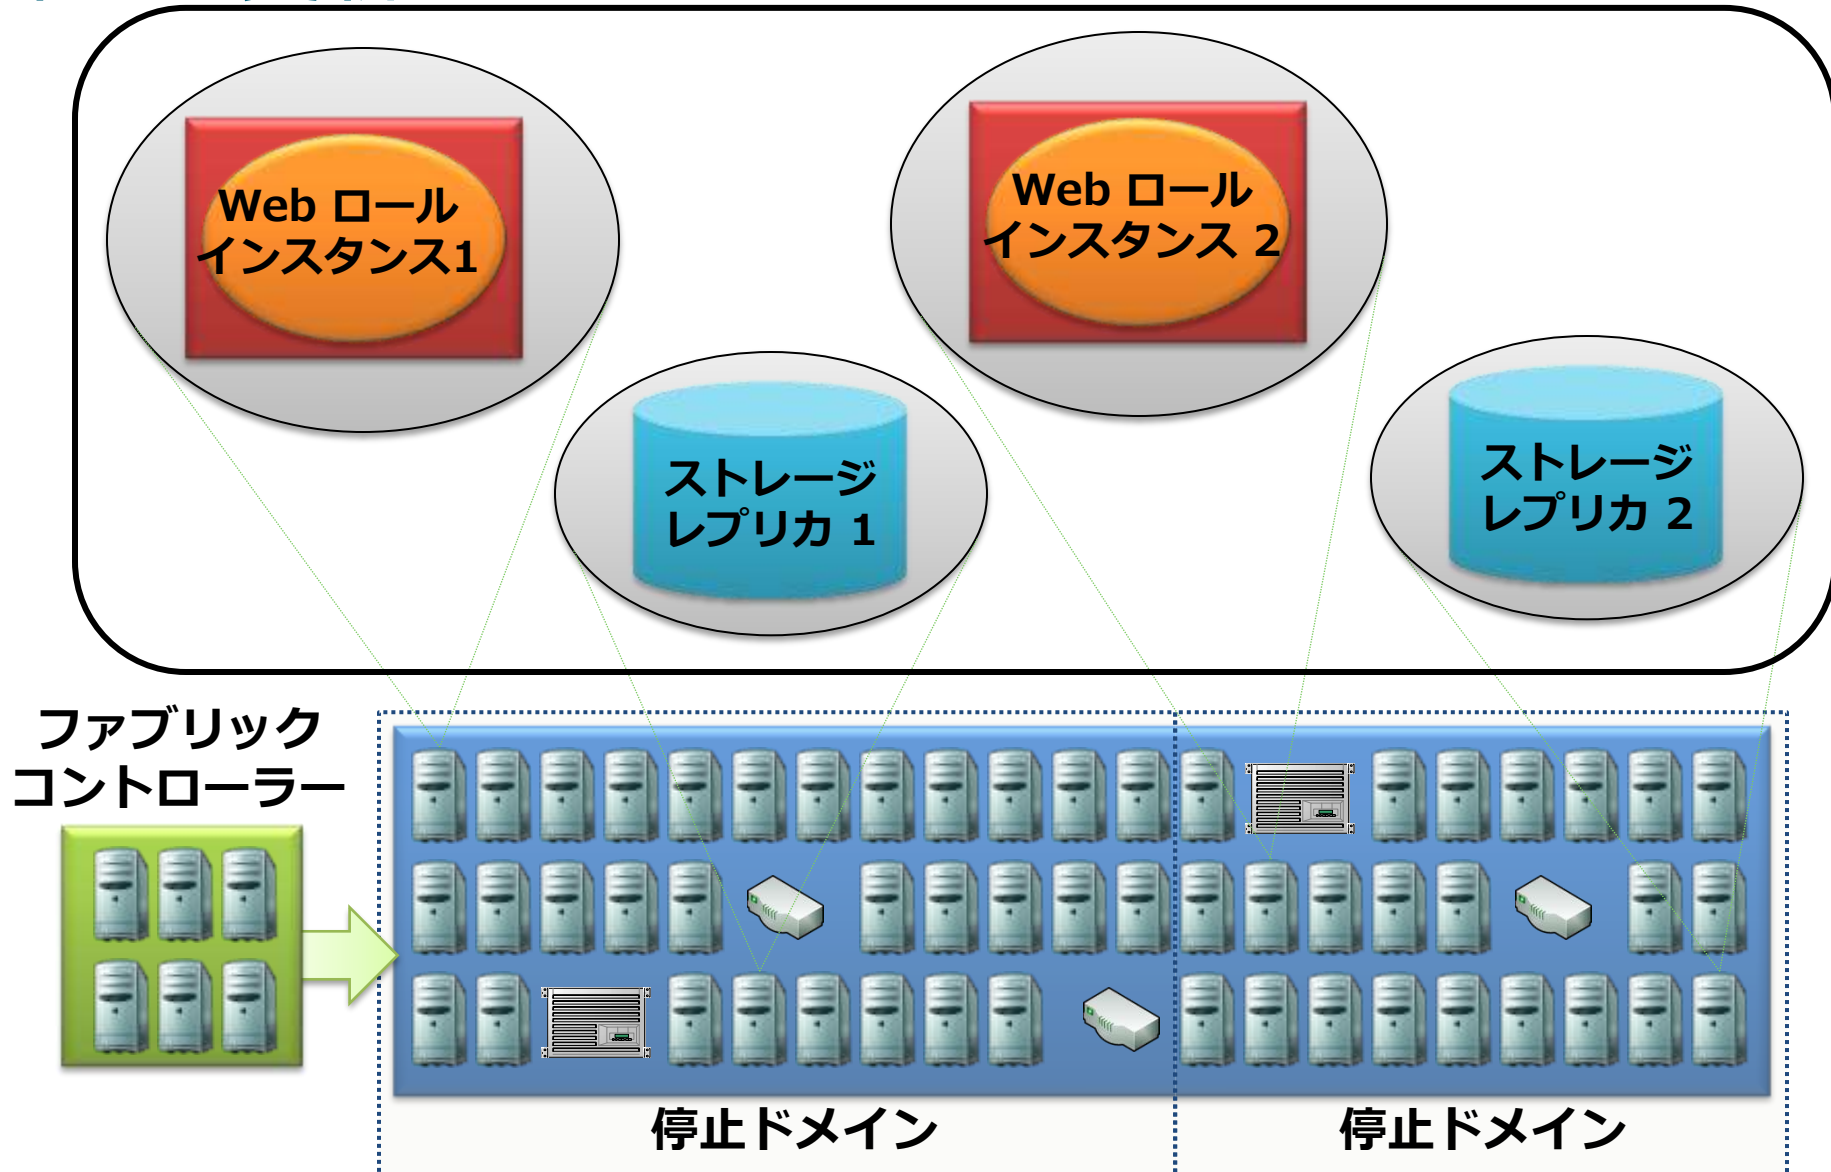 Web ロール
インスタンス1
Web ロール
インスタンス 2
ストレージ
レプリカ 1
ストレージ
レプリカ 2
ファブリック
コントローラー
停止ドメイン
停止ドメイン